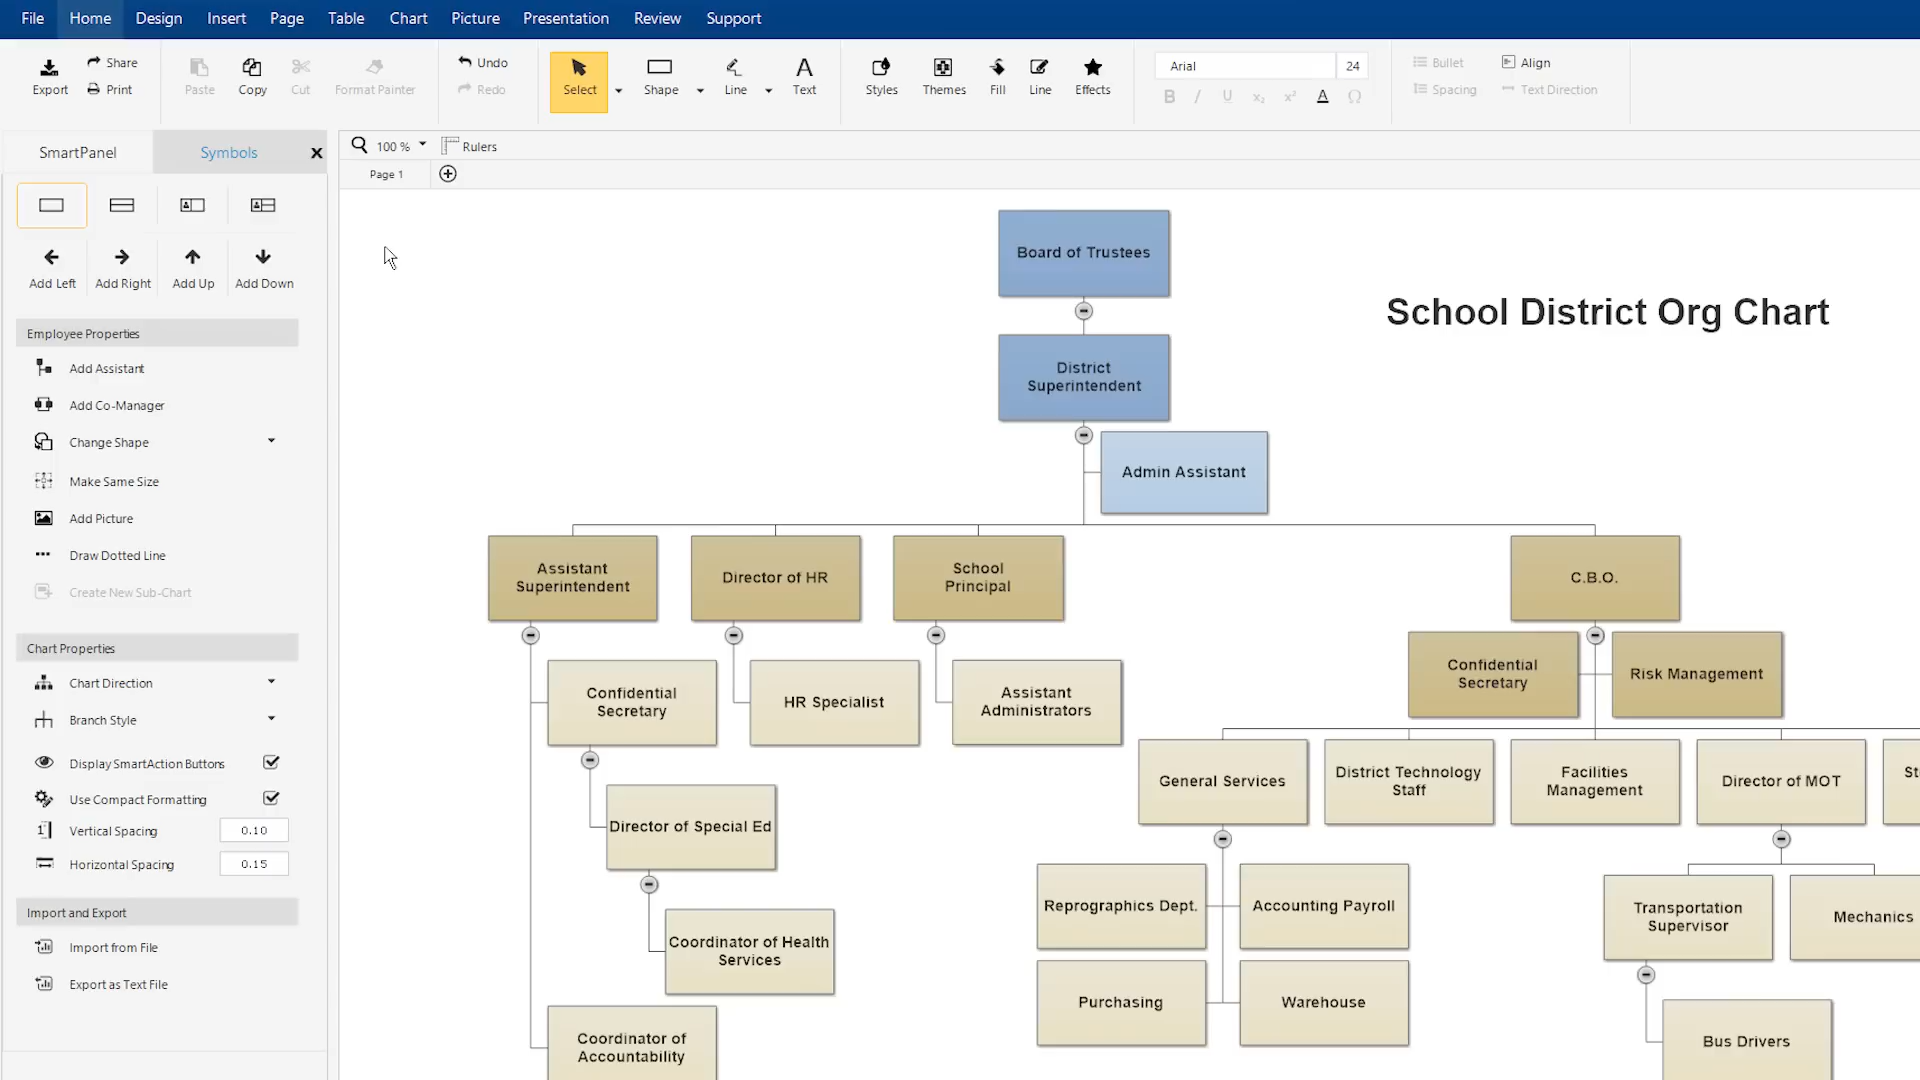 File Home Design Insert Page Table Chart Picture Presentation Review Support
Export Share Print Paste Copy Cut Format Painter Undo Redo Select Shape Line Text Styles Themes Fill Line Effects Arial 24 Bullet Align
B I U x₂ x² A Ω Spacing Text Direction
SmartPanel Symbols
100 % Rulers
Page 1
Add Left Add Right Add Up Add Down
Employee Properties
Add Assistant
Add Co-Manager
Change Shape
Make Same Size
Add Picture
Draw Dotted Line
Create New Sub-Chart
Chart Properties
Chart Direction
Branch Style
Display SmartAction Buttons
Use Compact Formatting
Vertical Spacing 0.10
Horizontal Spacing 0.15
Import and Export
Import from File
Export as Text File
School District Org Chart
Board of Trustees
District
Superintendent
Admin Assistant
Assistant
Superintendent
Director of HR
School
Principal
C.B.O.
Confidential
Secretary
Risk Management
Confidential
Secretary
HR Specialist
Assistant
Administrators
General Services
District Technology
Staff
Facilities
Management
Director of MOT
St
Director of Special Ed
Coordinator of Health
Services
Coordinator of
Accountability
Reprographics Dept.
Accounting Payroll
Purchasing
Warehouse
Transportation
Supervisor
Mechanics
Bus Drivers